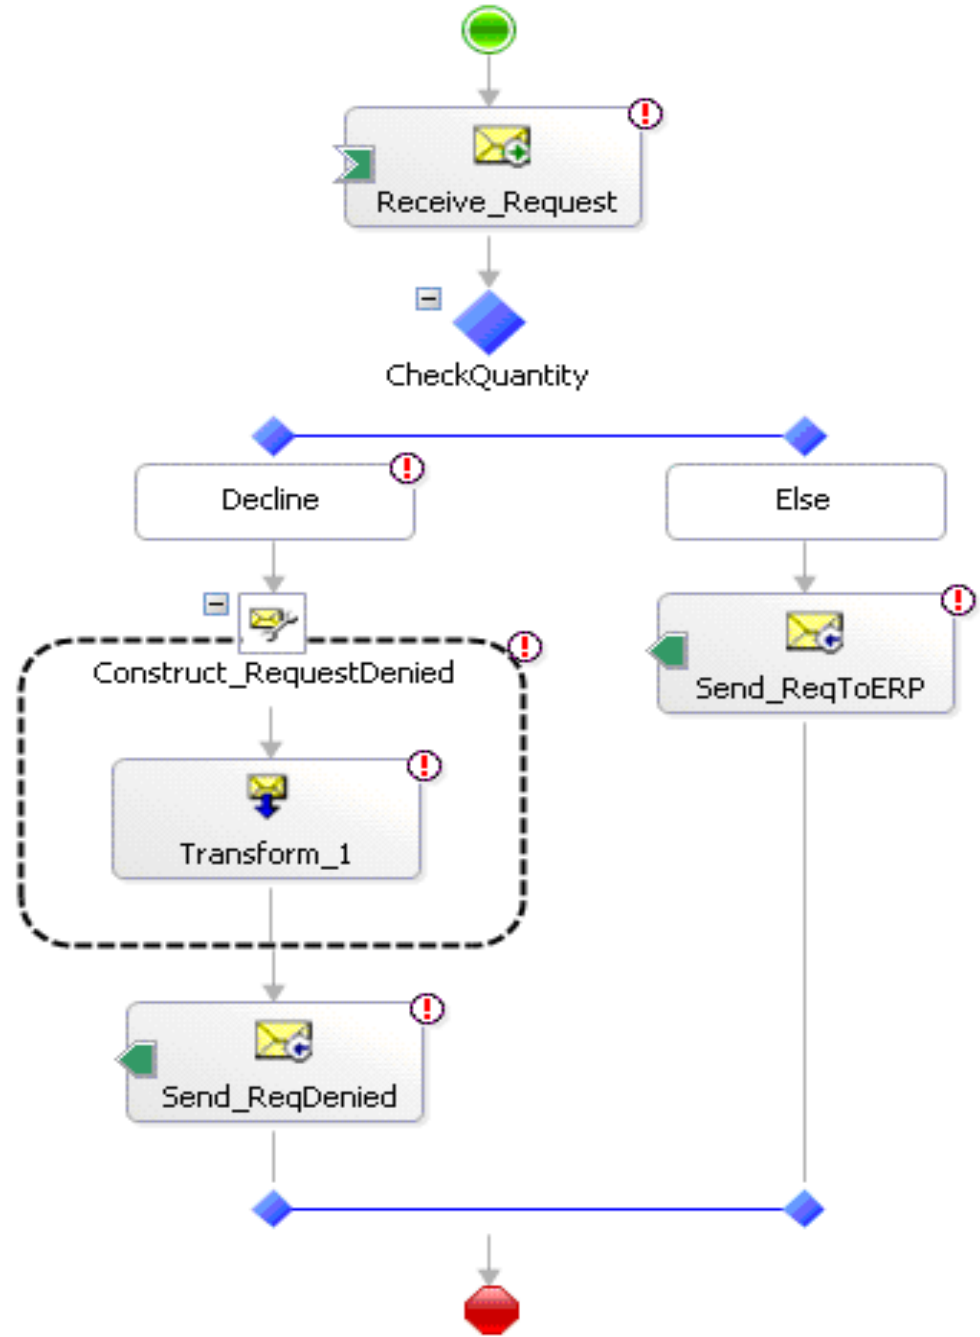 Receive_Request
CheckQuantity
Decline
Else
Construct_RequestDenied
Send_ReqToERP
Transform_1
Send_ReqDenied